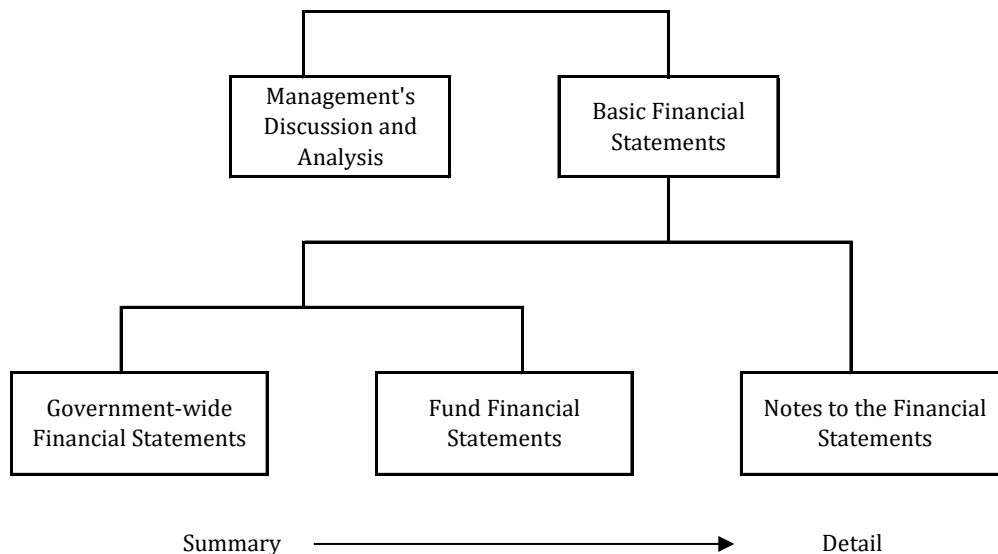 Management's
Discussion and
Analysis
Basic Financial
Statements
Government-wide
Financial Statements
Fund Financial
Statements
Notes to the Financial
Statements
Summary
Detail